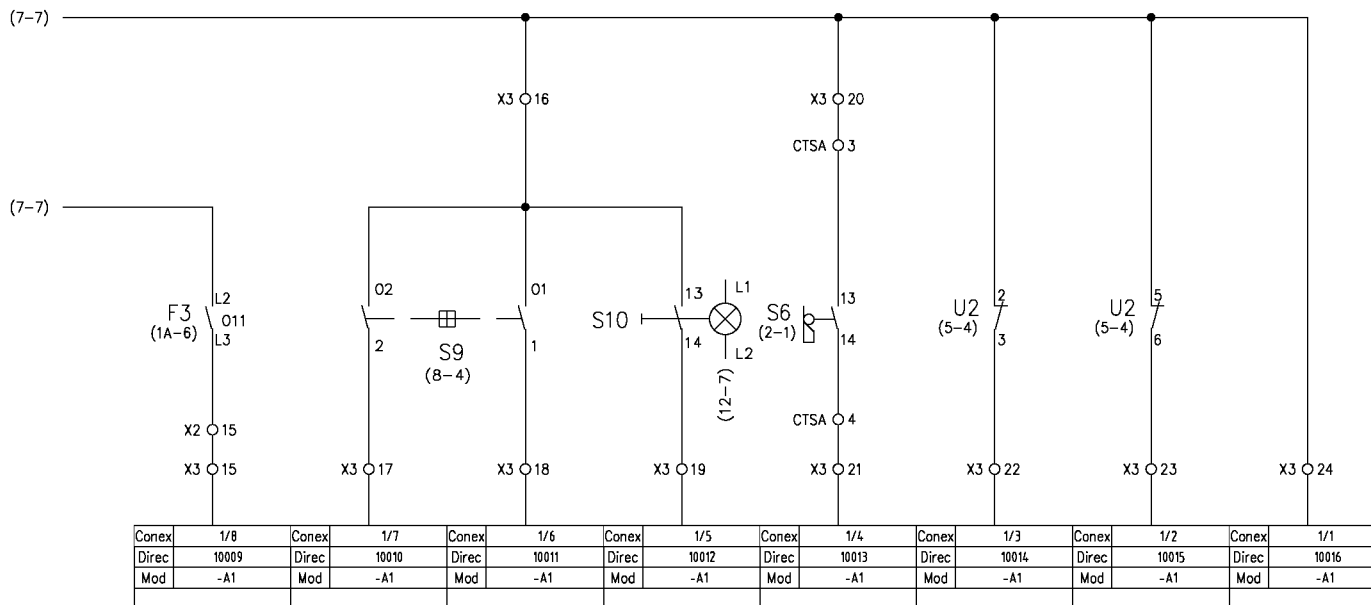 (7-7)
X3 16
X3 20
CTSA 3
(7-7)
L2
F3 011
(1A-6)
L3
02
2
S9
(8-4)
01
1
S10
13
14
L1
L2
(12-7)
S6
(2-1)
13
14
U2
(5-4)
2
3
U2
(5-4)
5
6
CTSA 4
X2 15
X3 15
X3 17
X3 18
X3 19
X3 21
X3 22
X3 23
X3 24
Conex 1/8 Conex 1/7 Conex 1/6 Conex 1/5 Conex 1/4 Conex 1/3 Conex 1/2 Conex 1/1
Direc 10009 Direc 10010 Direc 10011 Direc 10012 Direc 10013 Direc 10014 Direc 10015 Direc 10016
Mod -A1 Mod -A1 Mod -A1 Mod -A1 Mod -A1 Mod -A1 Mod -A1 Mod -A1